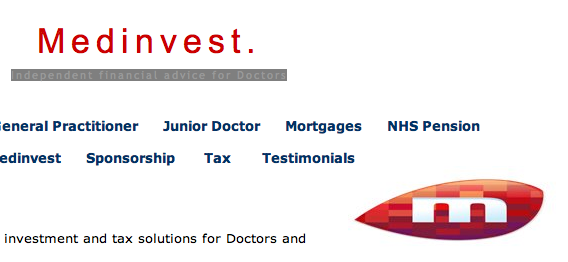 Medinvest.
Independent financial advice for Doctors
General Practitioner Junior Doctor Mortgages NHS Pension
edinvest Sponsorship Tax Testimonials
m
investment and tax solutions for Doctors and